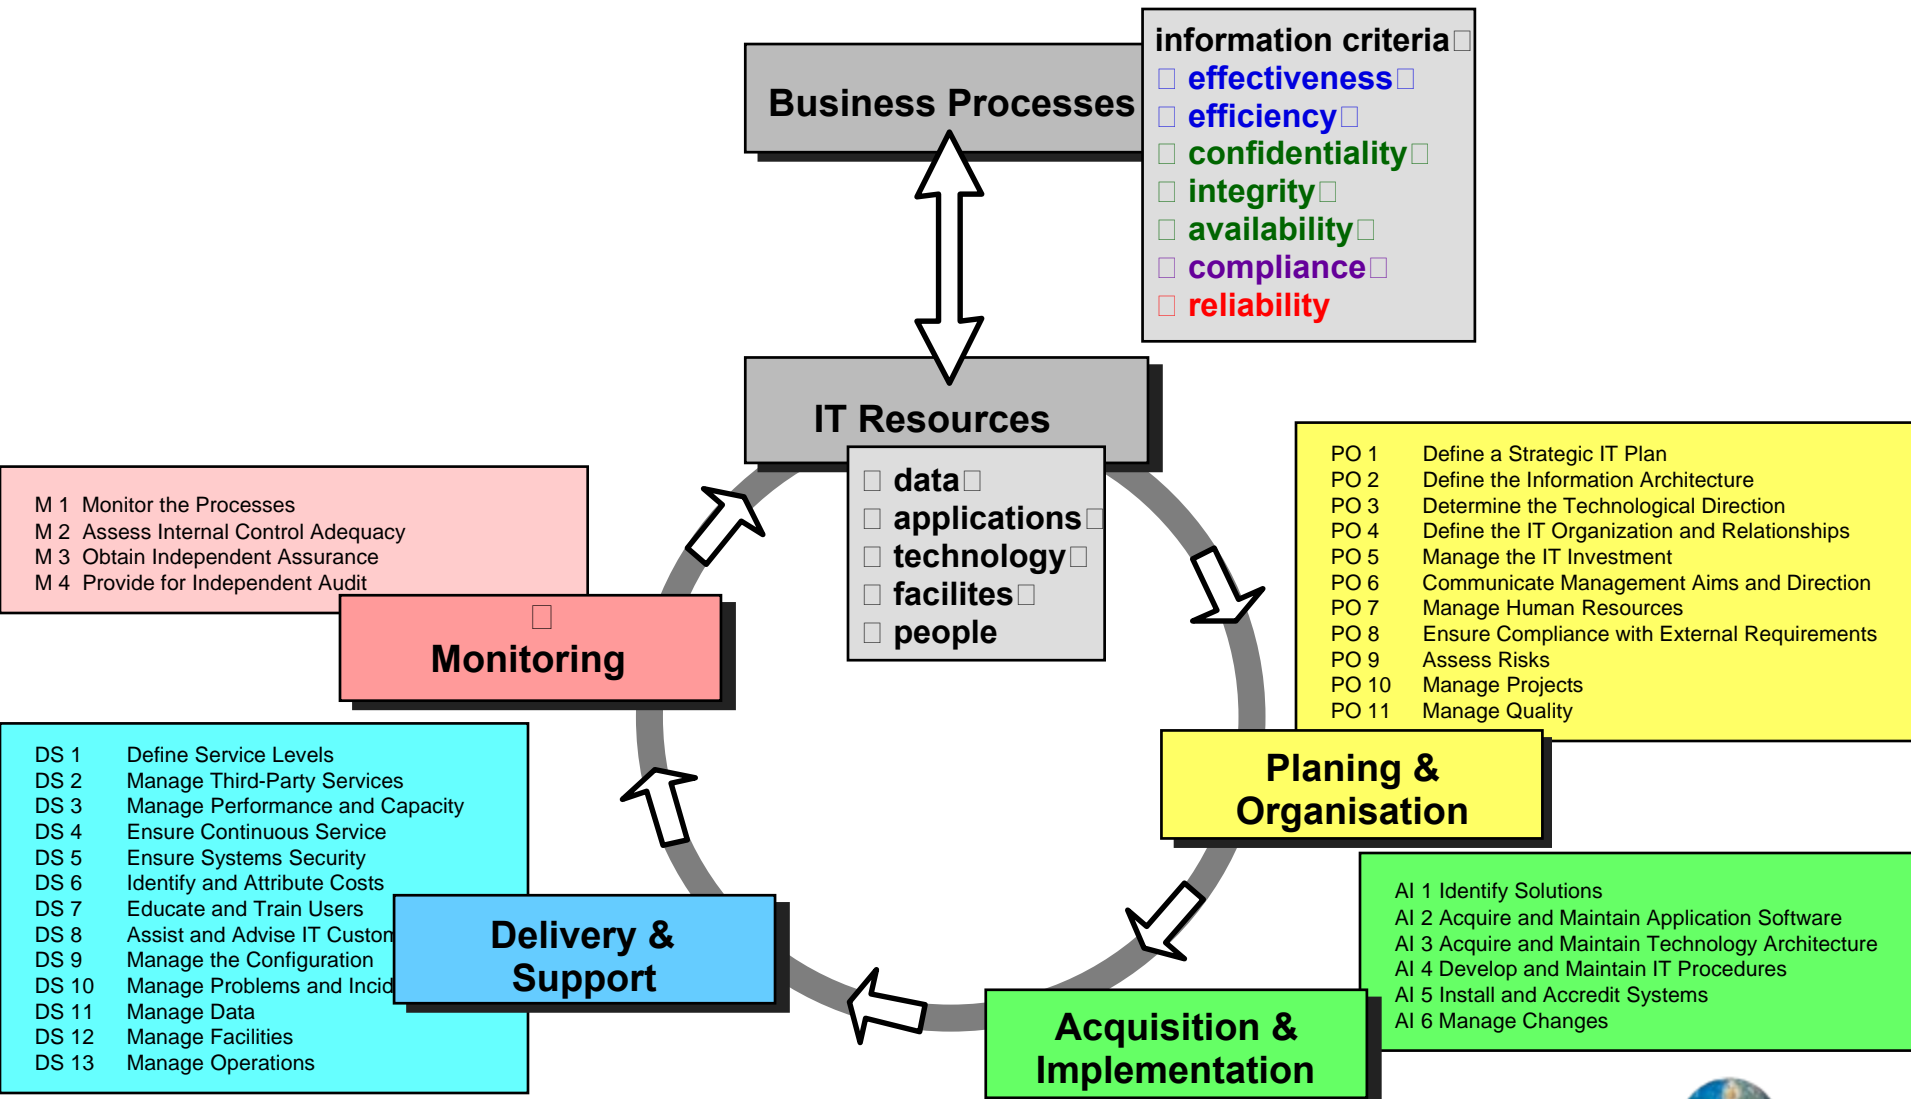 Business Processes
information criteria
effectiveness
efficiency
confidentiality
integrity
availability
compliance
reliability
IT Resources
data
applications
technology
facilites
people
M 1 Monitor the Processes
M 2 Assess Internal Control Adequacy
M 3 Obtain Independent Assurance
M 4 Provide for Independent Audit
Monitoring
PO 1 Define a Strategic IT Plan
PO 2 Define the Information Architecture
PO 3 Determine the Technological Direction
PO 4 Define the IT Organization and Relationships
PO 5 Manage the IT Investment
PO 6 Communicate Management Aims and Direction
PO 7 Manage Human Resources
PO 8 Ensure Compliance with External Requirements
PO 9 Assess Risks
PO 10 Manage Projects
PO 11 Manage Quality
Planing &
Organisation
DS 1 Define Service Levels
DS 2 Manage Third-Party Services
DS 3 Manage Performance and Capacity
DS 4 Ensure Continuous Service
DS 5 Ensure Systems Security
DS 6 Identify and Attribute Costs
DS 7 Educate and Train Users
DS 8 Assist and Advise IT Custom
DS 9 Manage the Configuration
DS 10 Manage Problems and Incid
DS 11 Manage Data
DS 12 Manage Facilities
DS 13 Manage Operations
Delivery &
Support
AI 1 Identify Solutions
AI 2 Acquire and Maintain Application Software
AI 3 Acquire and Maintain Technology Architecture
AI 4 Develop and Maintain IT Procedures
AI 5 Install and Accredit Systems
AI 6 Manage Changes
Acquisition &
Implementation